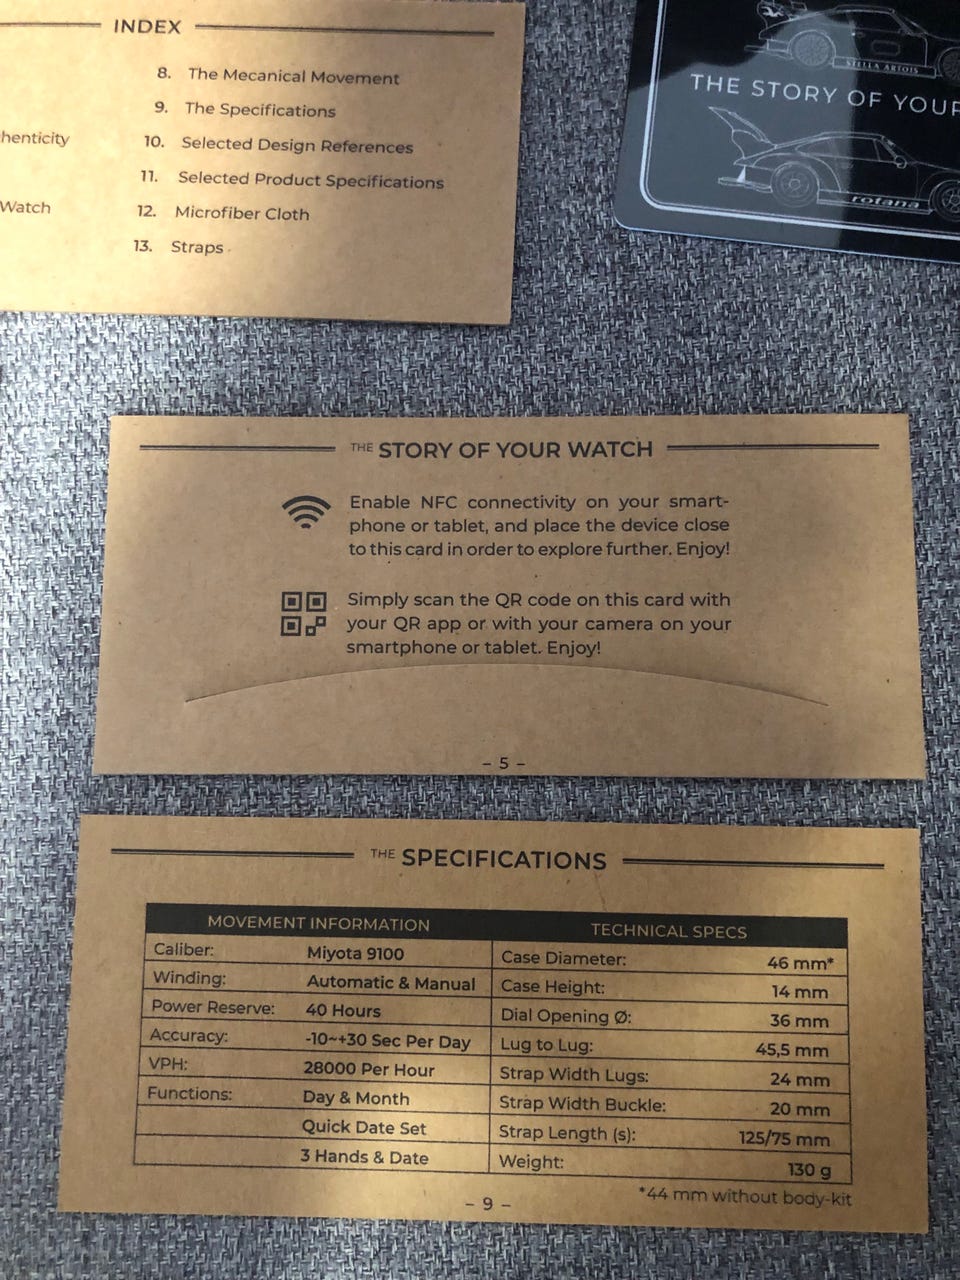 INDEX
8. The Mecanical Movement
9. The Specifications
henticity
10. Selected Design References
11. Selected Product Specifications
Watch
12. Microfiber Cloth
13. Straps
STELLA ARTOIS
THE STORY OF YOUR
rotana
THE STORY OF YOUR WATCH
Enable NFC connectivity on your smart-
phone or tablet, and place the device close
to this card in order to explore further. Enjoy!
Simply scan the QR code on this card with
your QR app or with your camera on your
smartphone or tablet. Enjoy!
– 5 –
THE SPECIFICATIONS
MOVEMENT INFORMATION TECHNICAL SPECS
Caliber: Miyota 9100 Case Diameter: 46 mm*
Winding: Automatic & Manual Case Height: 14 mm
Power Reserve: 40 Hours Dial Opening Ø: 36 mm
Accuracy: -10~+30 Sec Per Day Lug to Lug: 45,5 mm
VPH: 28000 Per Hour Strap Width Lugs: 24 mm
Functions: Day & Month Strap Width Buckle: 20 mm
Quick Date Set Strap Length (s): 125/75 mm
3 Hands & Date Weight: 130 g
*44 mm without body-kit
– 9 –